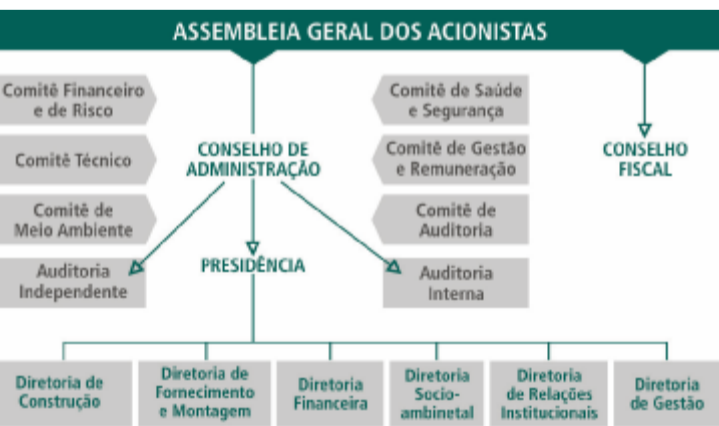 ASSEMBLEIA GERAL DOS ACIONISTAS
Comitê Financeiro
e de Risco
Comitê de Saúde
e Segurança
Comitê Técnico
CONSELHO DE
ADMINISTRAÇÃO
Comitê de Gestão
e Remuneração
CONSELHO
FISCAL
Comitê de
Meio Ambiente
Comitê de
Auditoria
Auditoria
Independente
PRESIDÊNCIA
Auditoria
Interna
Diretoria de
Construção
Diretoria de
Fornecimento
e Montagem
Diretoria
Financeira
Diretoria
Socio-
ambinetal
Diretoria
de Relações
Institucionais
Diretoria
de Gestão